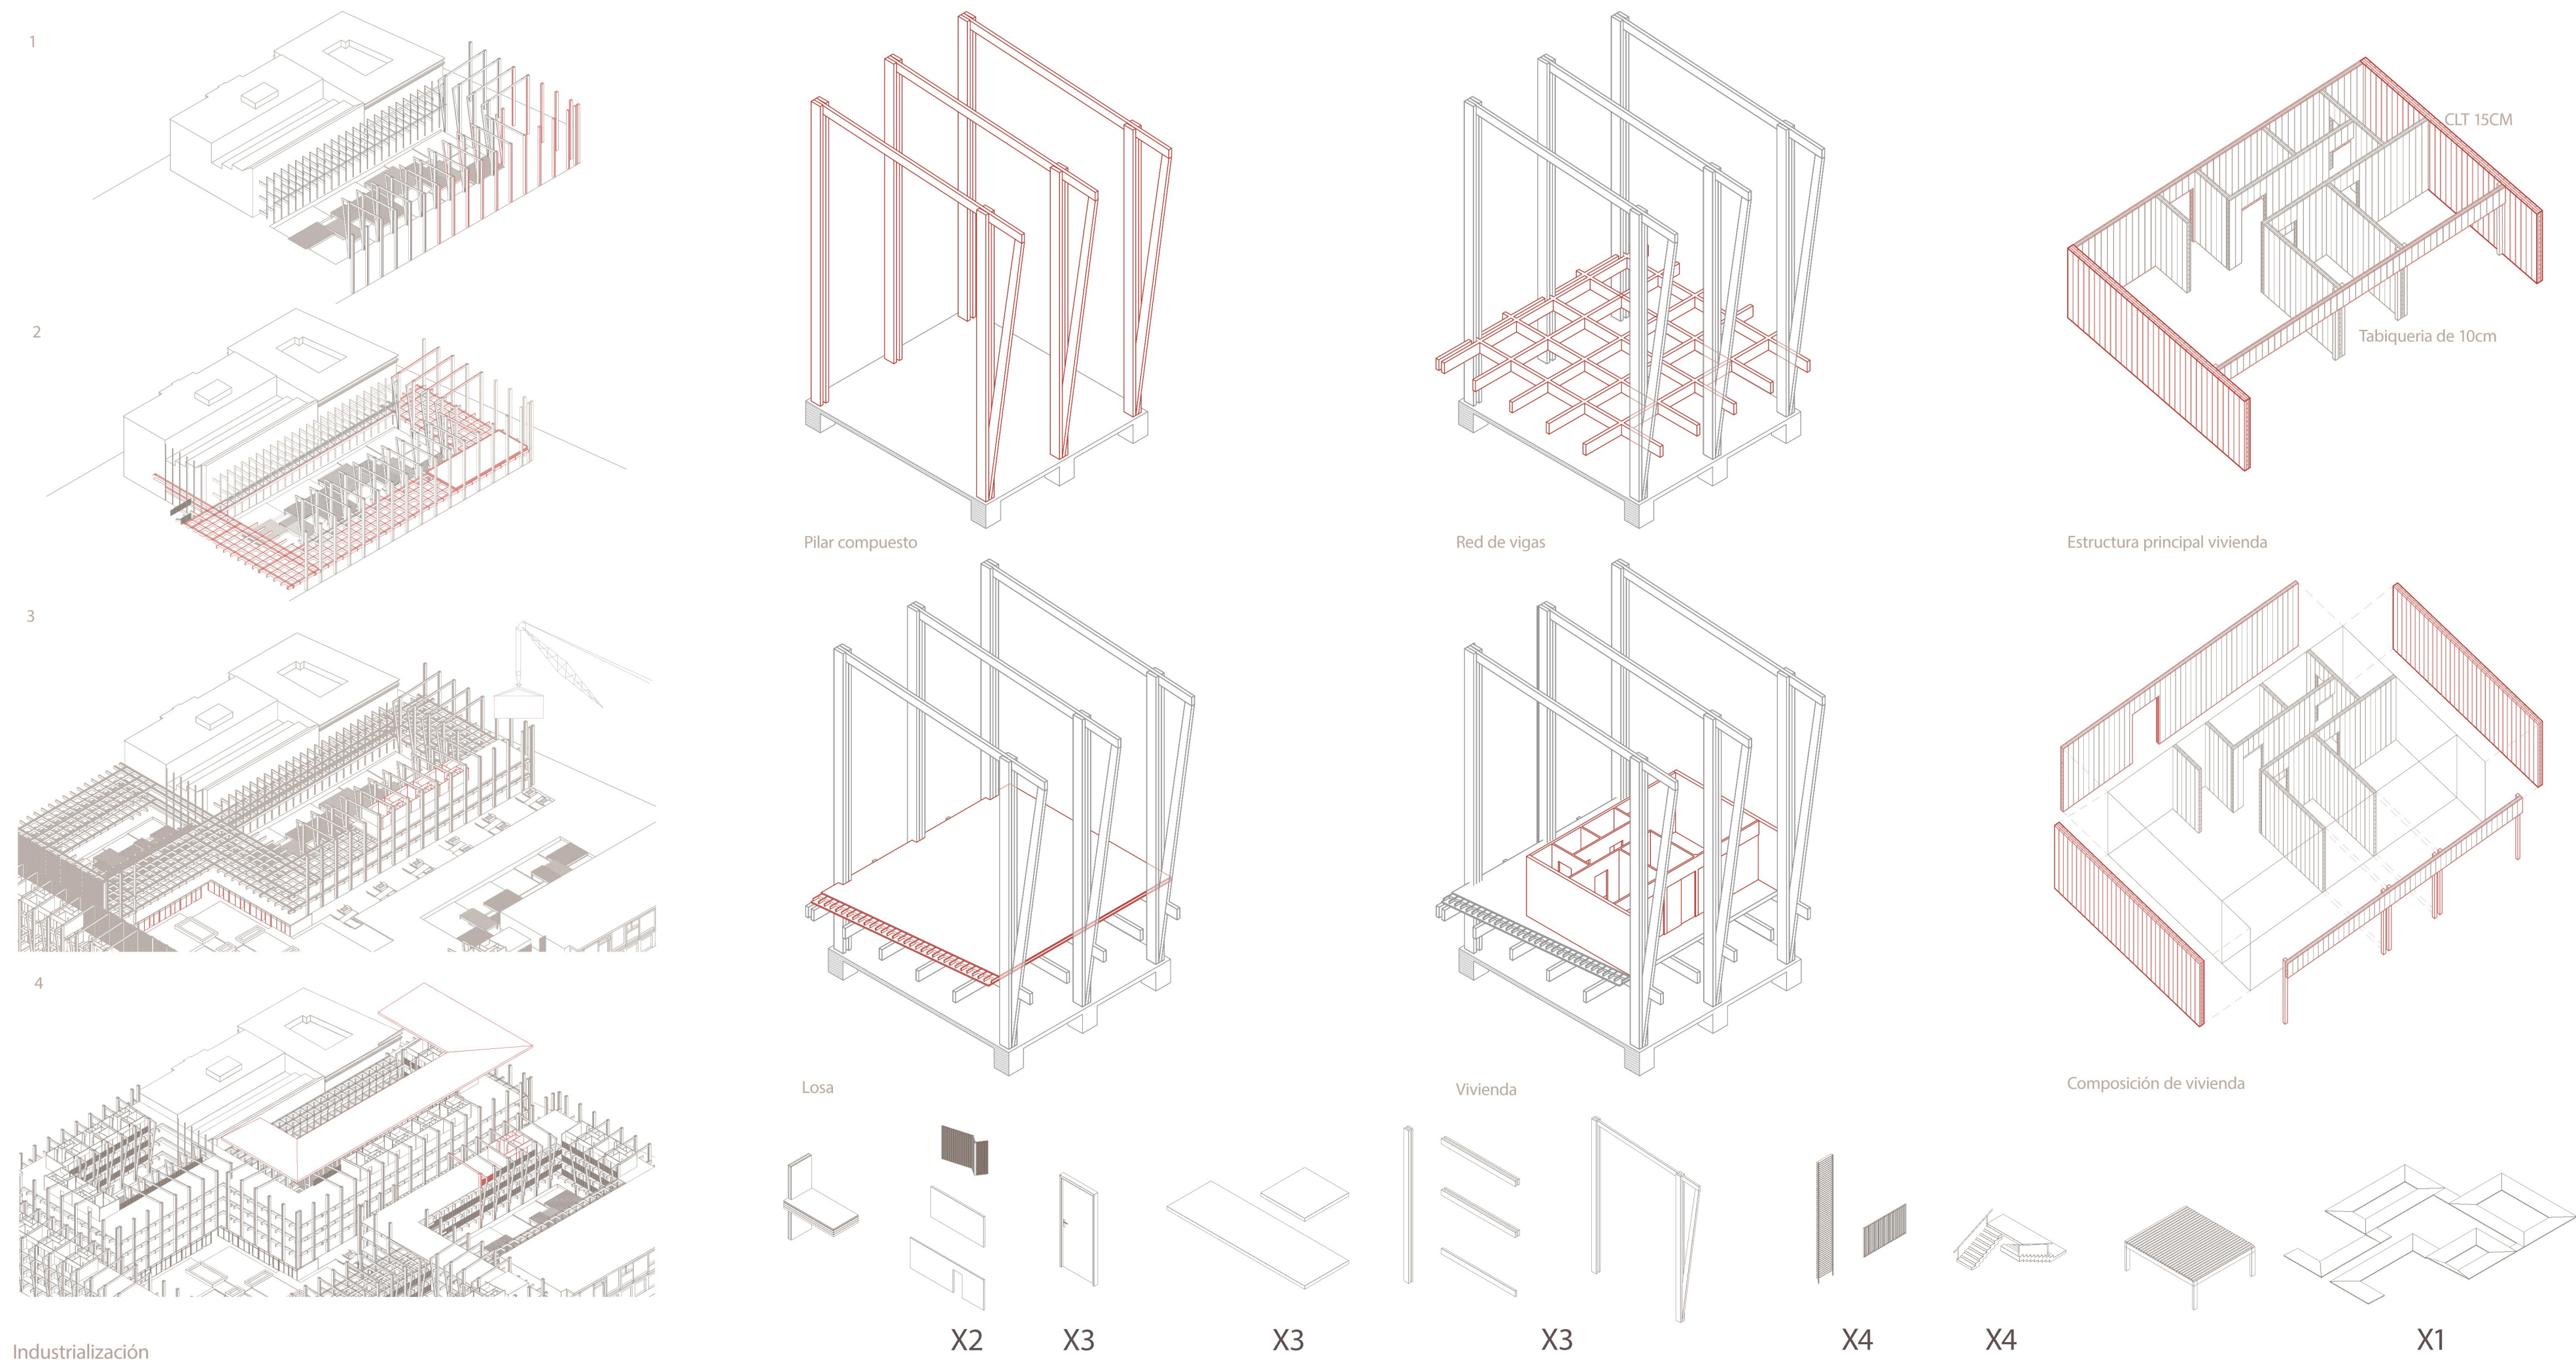 1
2
3
4
Industrialización
Pilar compuesto
Red de vigas
CLT 15CM
Tabiqueria de 10cm
Estructura principal vivienda
Losa
Vivienda
Composición de vivienda
X2
X3
X3
X3
X4
X4
X1